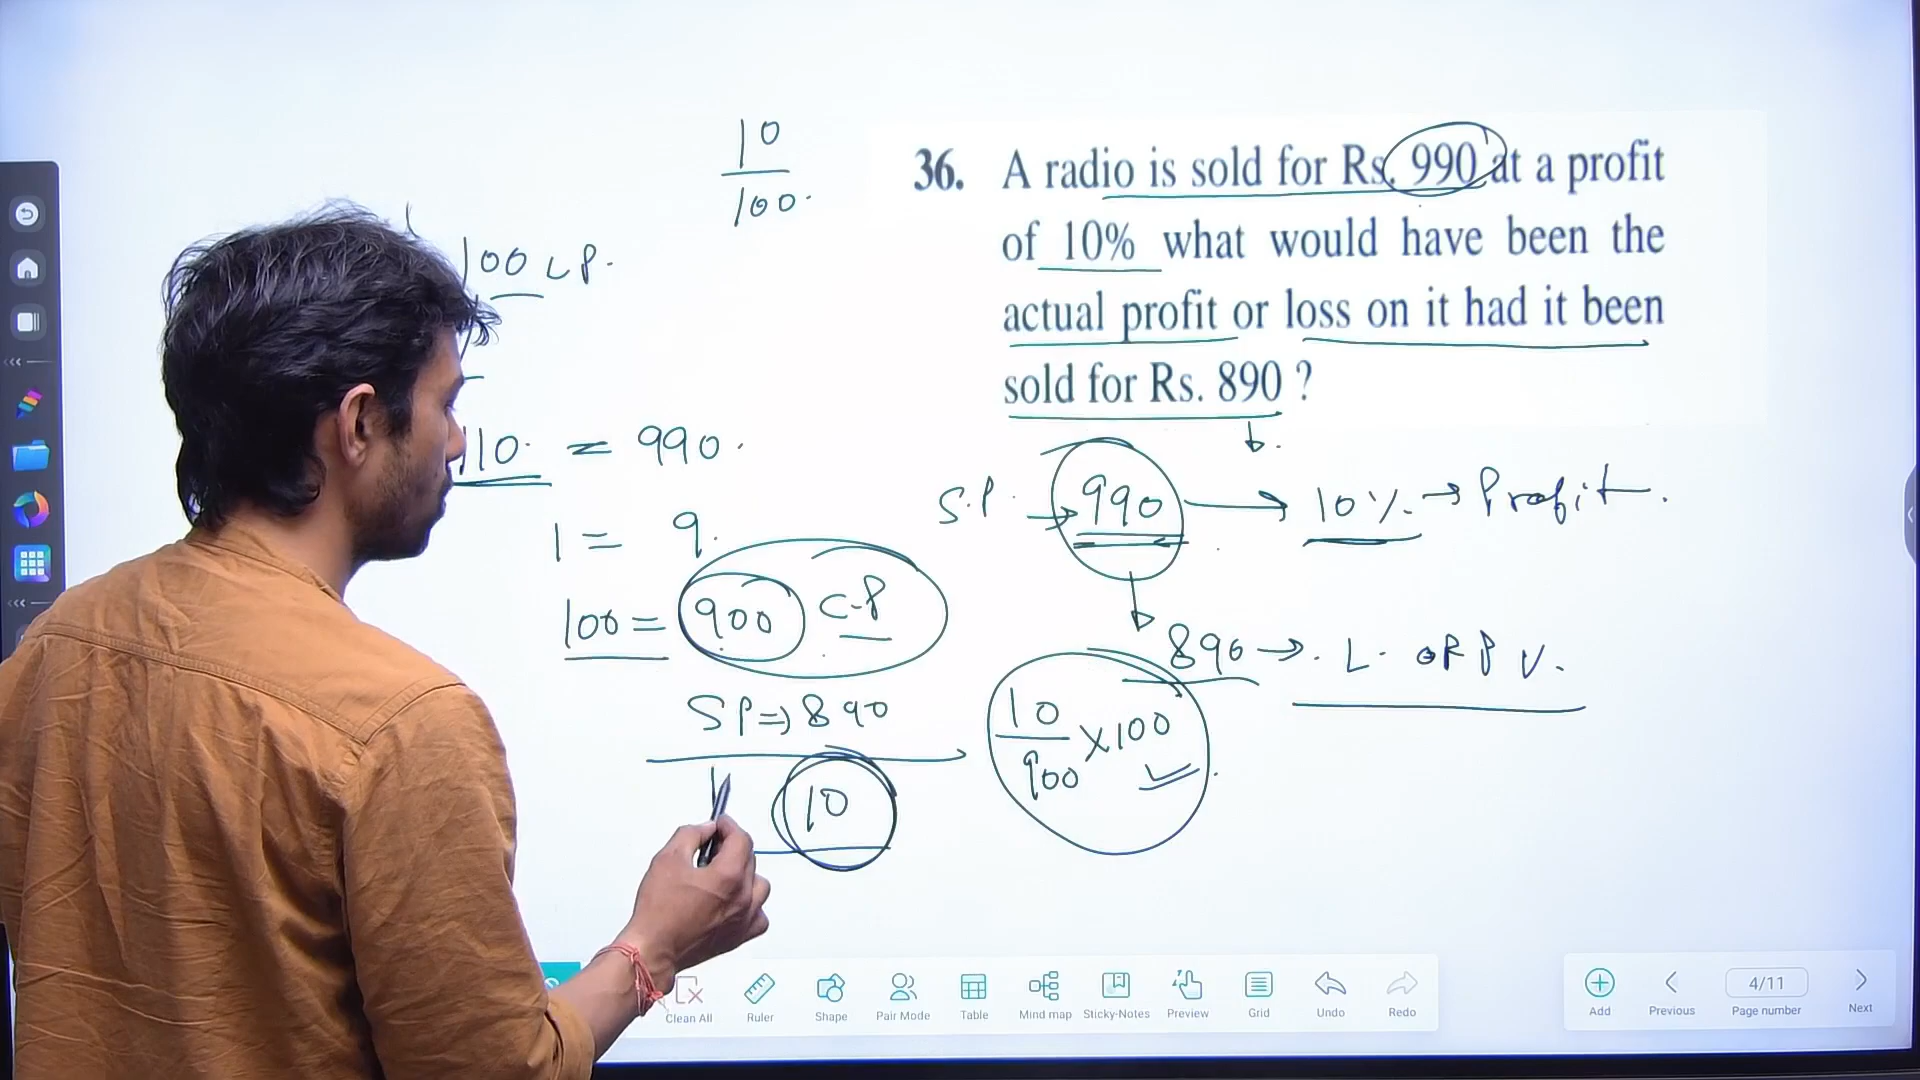 36. A radio is sold for Rs. 990 at a profit
of 10% what would have been the
actual profit or loss on it had it been
sold for Rs. 890 ?
10
100.
100 C P.
110. = 990.
1 = 9.
100 = 900 C.P
SP => 890
10
S.P. 990 → 10% → Profit.
890 → L. OR P
10
900
×100
Clean All
Ruler
Shape
Pair Mode
Table
Mind map
Sticky-Notes
Preview
Grid
Undo
Redo
Add
Previous
4/11
Page number
Next